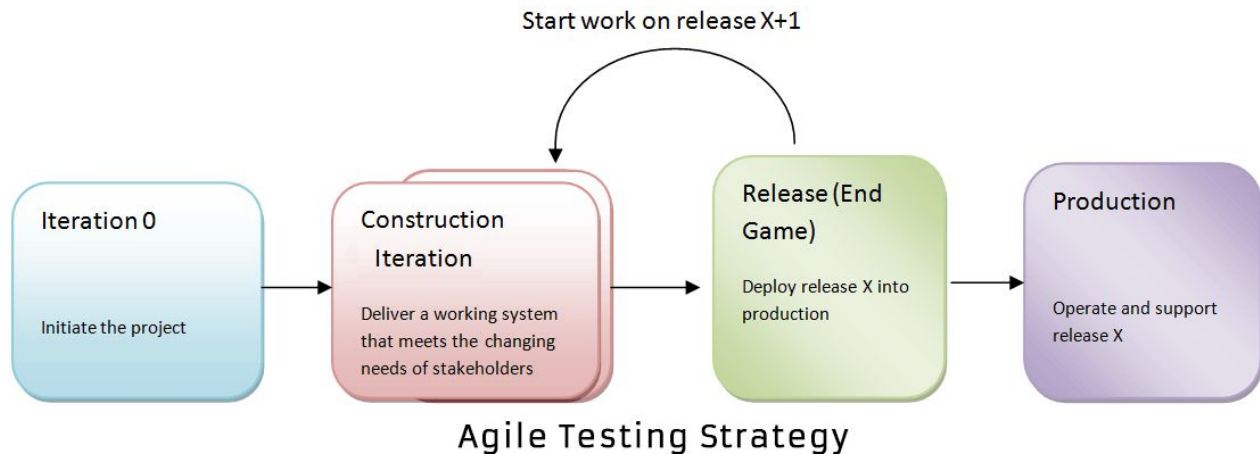 Start work on release X+1
Iteration 0
Initiate the project
Construction
Iteration
Deliver a working system
that meets the changing
needs of stakeholders
Release (End
Game)
Deploy release X into
production
Production
Operate and support
release X
Agile Testing Strategy